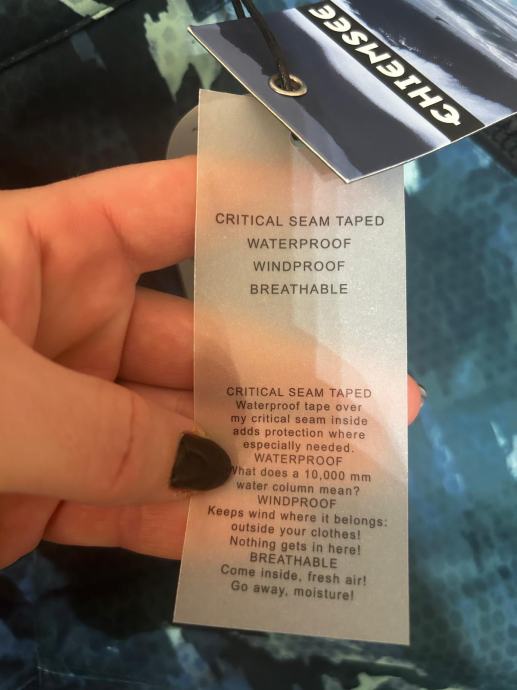 CHIEMSEE
CRITICAL SEAM TAPED
WATERPROOF
WINDPROOF
BREATHABLE
CRITICAL SEAM TAPED
Waterproof tape over
my critical seam inside
adds protection where
especially needed.
WATERPROOF
What does a 10,000 mm
water column mean?
WINDPROOF
Keeps wind where it belongs:
outside your clothes!
Nothing gets in here!
BREATHABLE
Come inside, fresh air!
Go away, moisture!